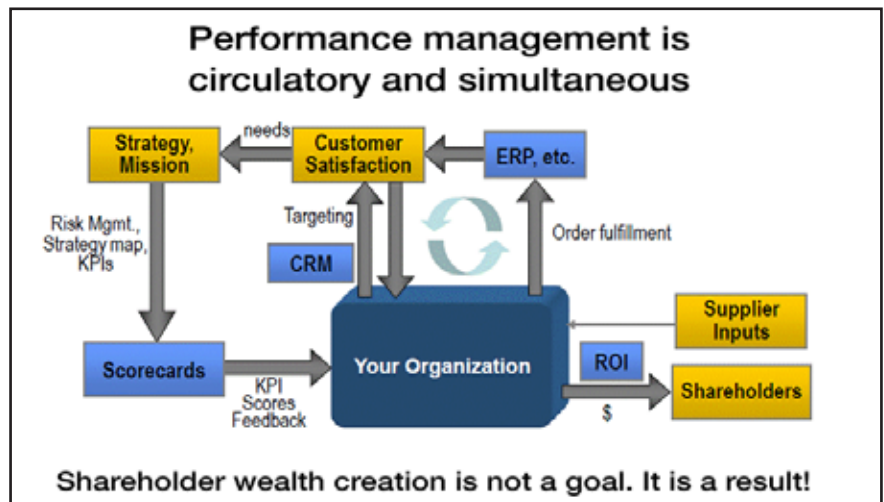 Performance management is
circulatory and simultaneous
Strategy,
Mission
needs
Customer
Satisfaction
ERP, etc.
Risk Mgmt.,
Strategy map,
KPIs
Targeting
CRM
Order fulfillment
Scorecards
KPI
Scores
Feedback
Your Organization
Supplier
Inputs
ROI
$
Shareholders
Shareholder wealth creation is not a goal. It is a result!